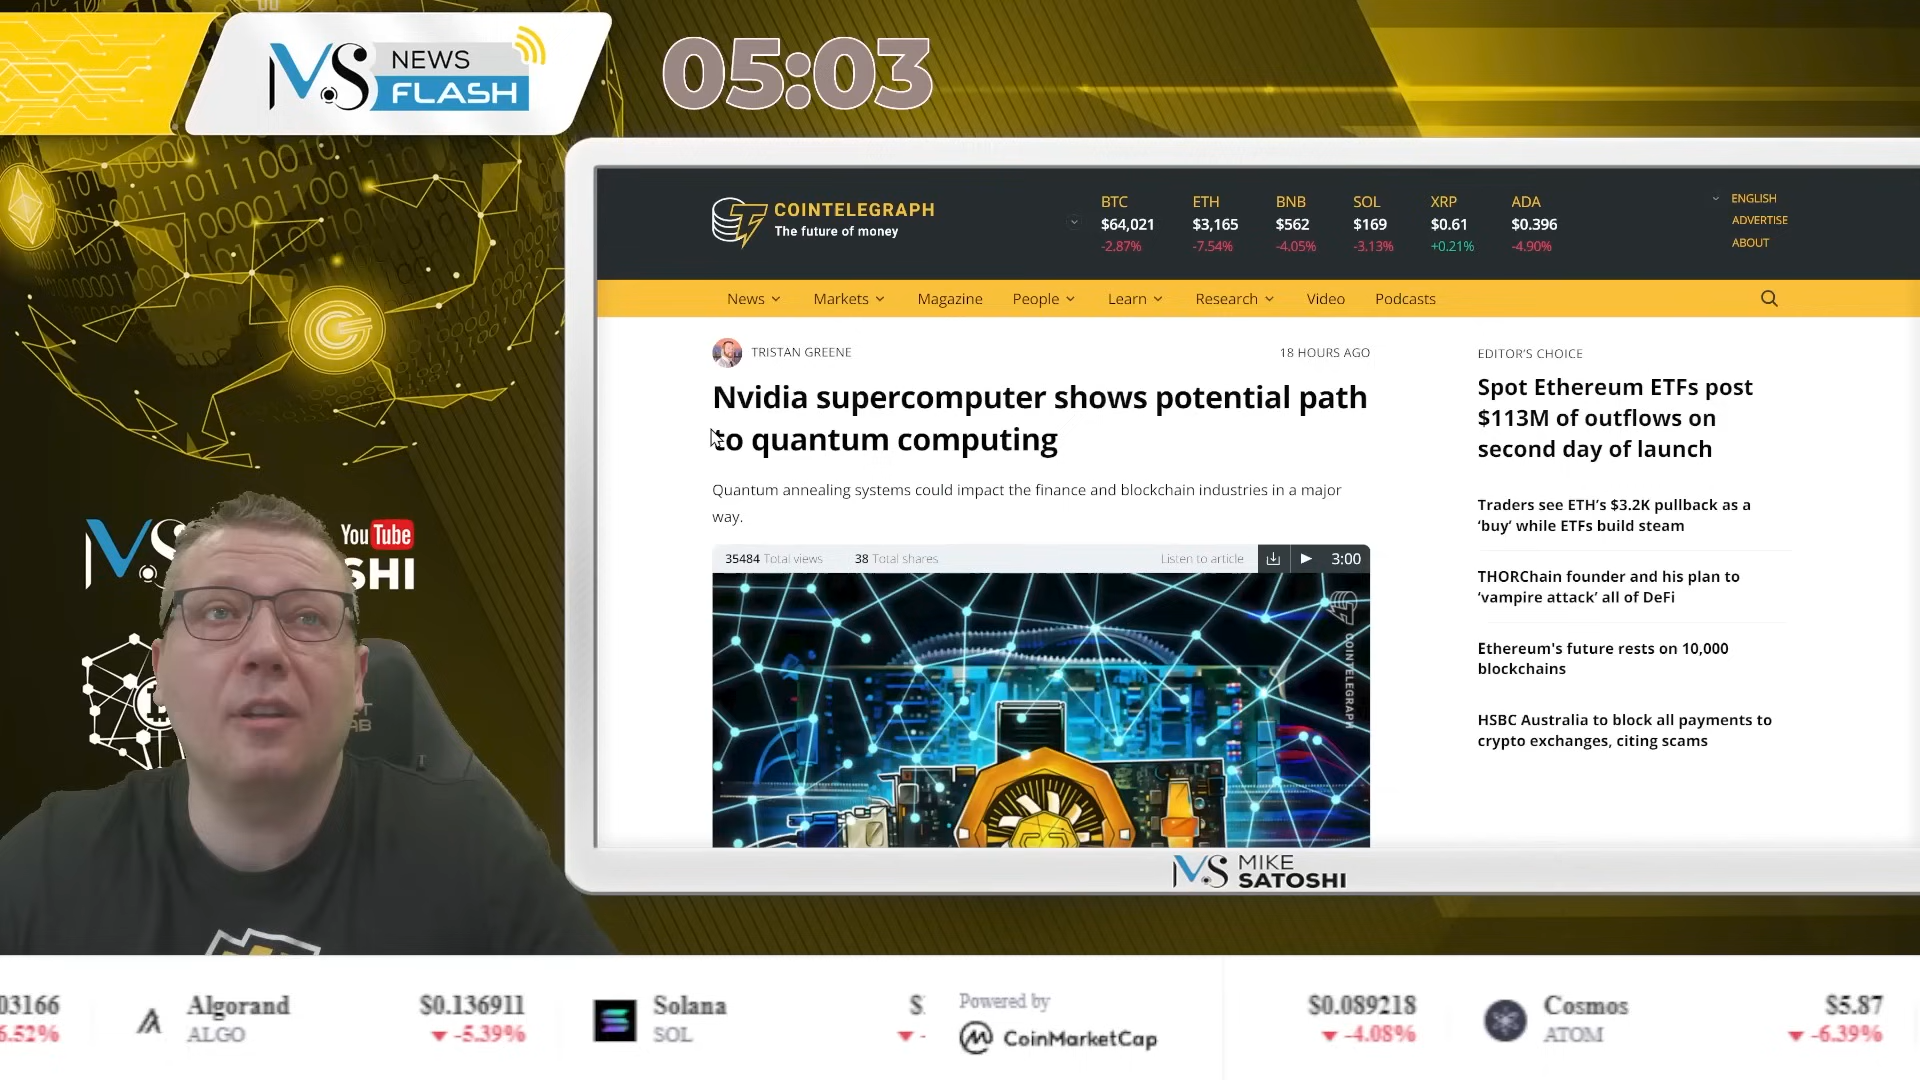 MS NEWS
FLASH
05:03
COINTELEGRAPH
The future of money
BTC ETH BNB SOL XRP ADA
$64,021 $3,165 $562 $169 $0.61 $0.396
-2.87% -7.54% -4.05% -3.13% +0.21% -4.90%
ENGLISH
ADVERTISE
ABOUT
News Markets Magazine People Learn Research Video Podcasts
TRISTAN GREENE 18 HOURS AGO
Nvidia supercomputer shows potential path
to quantum computing
Quantum annealing systems could impact the finance and blockchain industries in a major
way.
35484 Total views 38 Total shares Listen to article 3:00
COINTELEGRAPH
EDITOR'S CHOICE
Spot Ethereum ETFs post
$113M of outflows on
second day of launch
Traders see ETH’s $3.2K pullback as a
‘buy’ while ETFs build steam
THORChain founder and his plan to
‘vampire attack’ all of DeFi
Ethereum's future rests on 10,000
blockchains
HSBC Australia to block all payments to
crypto exchanges, citing scams
MS YouTube
SHI
MS MIKE
SATOSHI
03166 Algorand $0.136911 Solana $ Powered by $0.089218 Cosmos $5.87
6.52% ALGO -5.39% SOL - CoinMarketCap -4.08% ATOM -6.39%